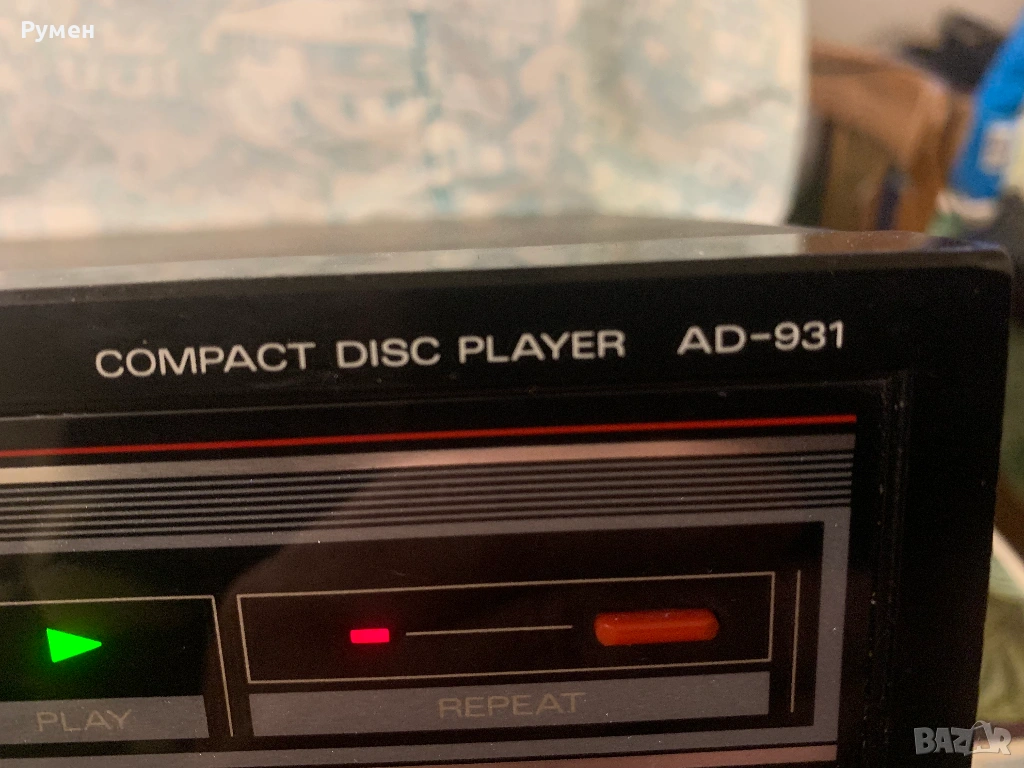 Румен
COMPACT DISC PLAYER AD-931
PLAY
REPEAT
BAZAR